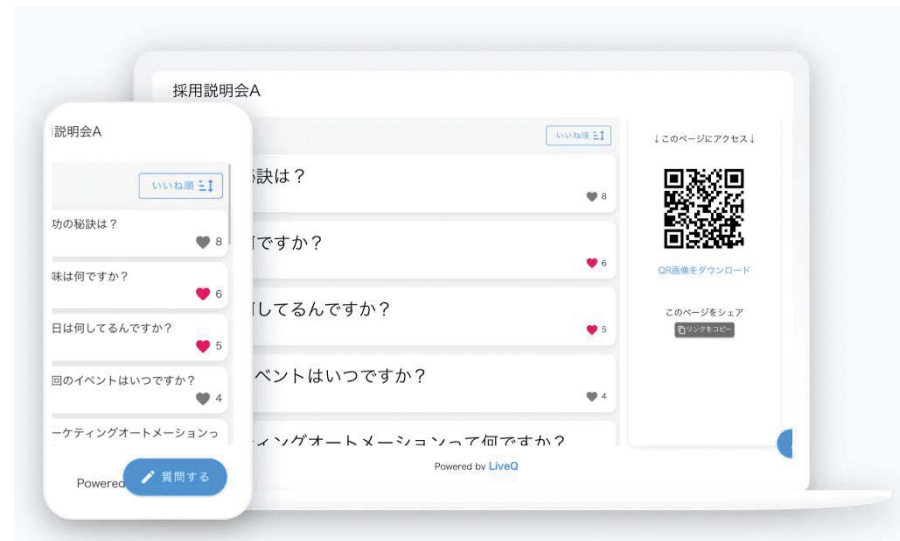 採用説明会A
いいね順
訣は？
8
何ですか？
6
何してるんですか？
5
ベントはいつですか？
4
ィングオートメーションって何ですか？
Powered by LiveQ
↓このページにアクセス↓
QR画像をダウンロード
このページをシェア
リンクをコピー
説明会A
いいね順
功の秘訣は？
8
味は何ですか？
6
日は何してるんですか？
5
回のイベントはいつですか？
4
ーケティングオートメーションっ
Powered
質問する